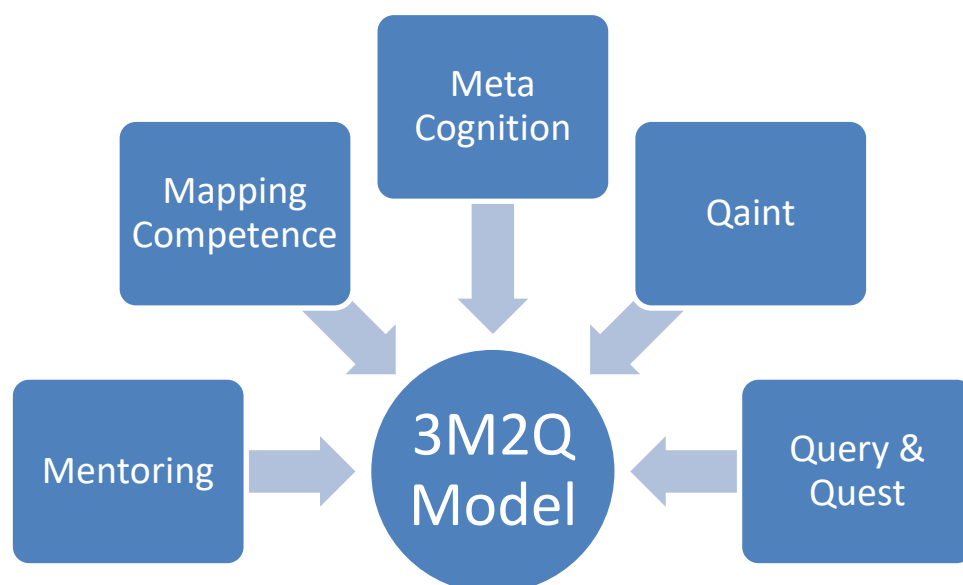 Meta
Cognition
Mapping
Competence
Qaint
Mentoring
3M2Q
Model
Query &
Quest